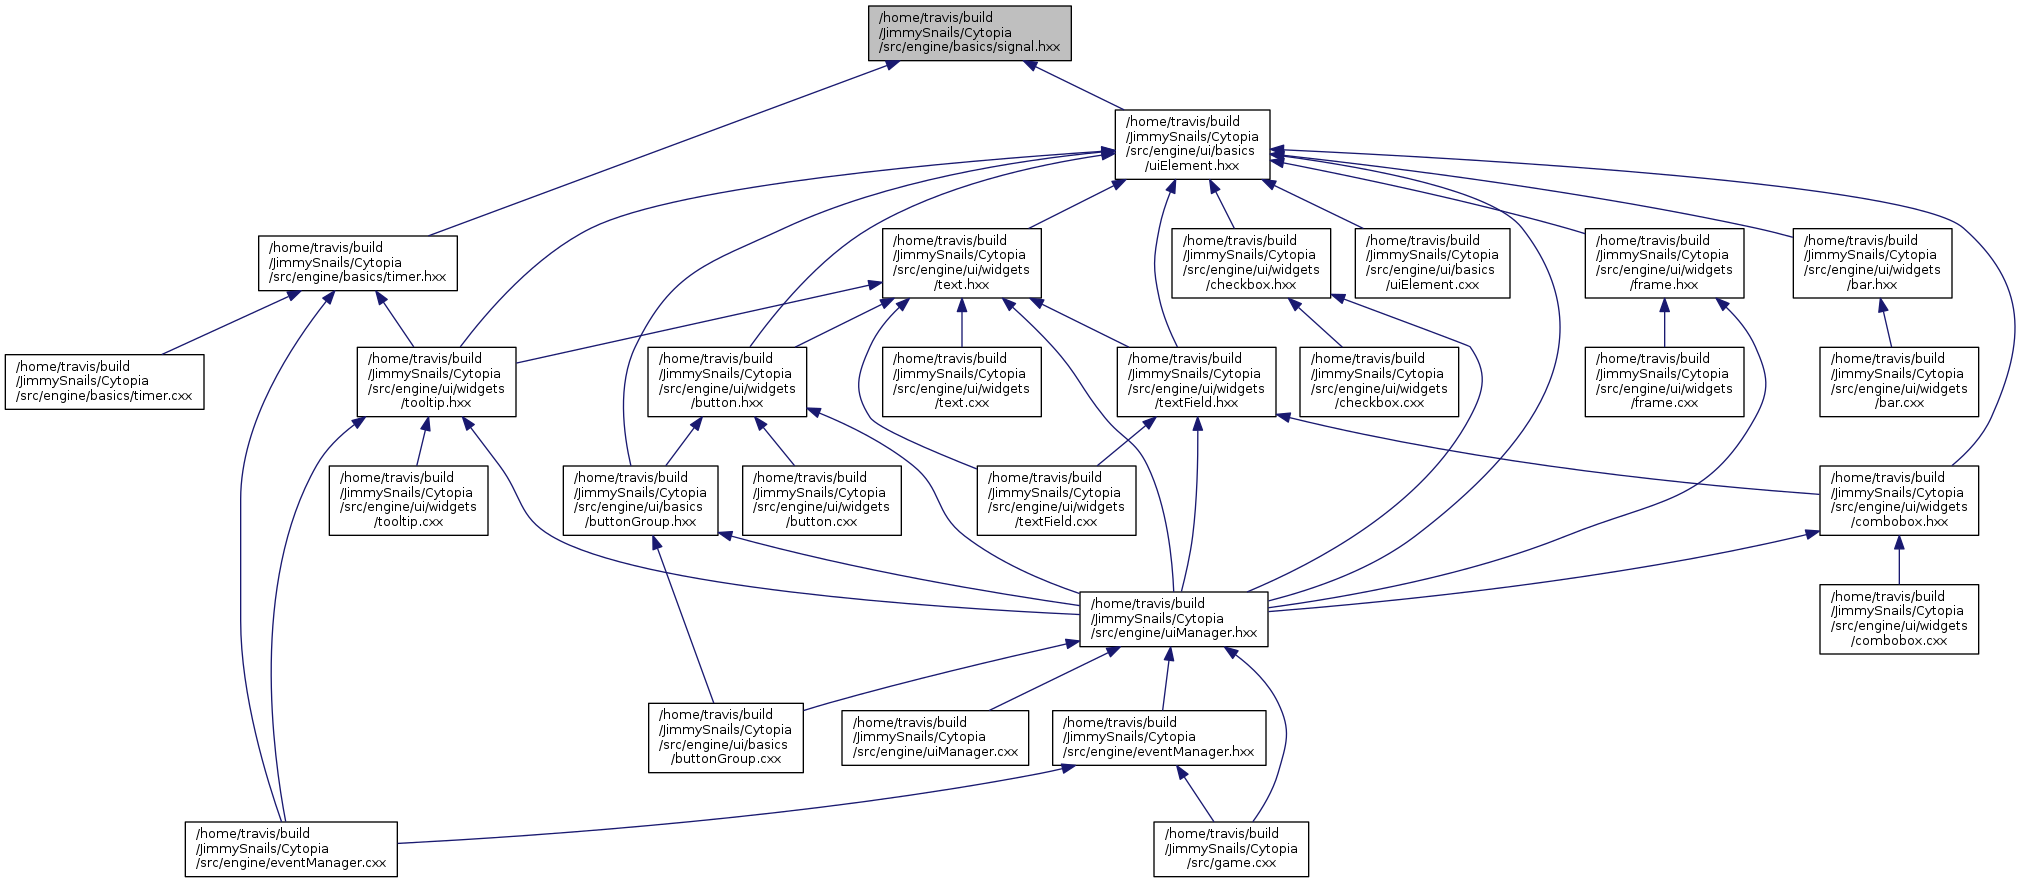 /home/travis/build
/JimmySnails/Cytopia
/src/engine/basics/signal.hxx
/home/travis/build
/JimmySnails/Cytopia
/src/engine/ui/basics
/uiElement.hxx
/home/travis/build
/JimmySnails/Cytopia
/src/engine/basics/timer.hxx
/home/travis/build
/JimmySnails/Cytopia
/src/engine/ui/widgets
/text.hxx
/home/travis/build
/JimmySnails/Cytopia
/src/engine/ui/widgets
/checkbox.hxx
/home/travis/build
/JimmySnails/Cytopia
/src/engine/ui/basics
/uiElement.cxx
/home/travis/build
/JimmySnails/Cytopia
/src/engine/ui/widgets
/frame.hxx
/home/travis/build
/JimmySnails/Cytopia
/src/engine/ui/widgets
/bar.hxx
/home/travis/build
/JimmySnails/Cytopia
/src/engine/basics/timer.cxx
/home/travis/build
/JimmySnails/Cytopia
/src/engine/ui/widgets
/tooltip.hxx
/home/travis/build
/JimmySnails/Cytopia
/src/engine/ui/widgets
/button.hxx
/home/travis/build
/JimmySnails/Cytopia
/src/engine/ui/widgets
/text.cxx
/home/travis/build
/JimmySnails/Cytopia
/src/engine/ui/widgets
/textField.hxx
/home/travis/build
/JimmySnails/Cytopia
/src/engine/ui/widgets
/checkbox.cxx
/home/travis/build
/JimmySnails/Cytopia
/src/engine/ui/widgets
/frame.cxx
/home/travis/build
/JimmySnails/Cytopia
/src/engine/ui/widgets
/bar.cxx
/home/travis/build
/JimmySnails/Cytopia
/src/engine/ui/widgets
/tooltip.cxx
/home/travis/build
/JimmySnails/Cytopia
/src/engine/ui/basics
/buttonGroup.hxx
/home/travis/build
/JimmySnails/Cytopia
/src/engine/ui/widgets
/button.cxx
/home/travis/build
/JimmySnails/Cytopia
/src/engine/ui/widgets
/textField.cxx
/home/travis/build
/JimmySnails/Cytopia
/src/engine/ui/widgets
/combobox.hxx
/home/travis/build
/JimmySnails/Cytopia
/src/engine/uiManager.hxx
/home/travis/build
/JimmySnails/Cytopia
/src/engine/ui/widgets
/combobox.cxx
/home/travis/build
/JimmySnails/Cytopia
/src/engine/ui/basics
/buttonGroup.cxx
/home/travis/build
/JimmySnails/Cytopia
/src/engine/uiManager.cxx
/home/travis/build
/JimmySnails/Cytopia
/src/engine/eventManager.hxx
/home/travis/build
/JimmySnails/Cytopia
/src/engine/eventManager.cxx
/home/travis/build
/JimmySnails/Cytopia
/src/game.cxx